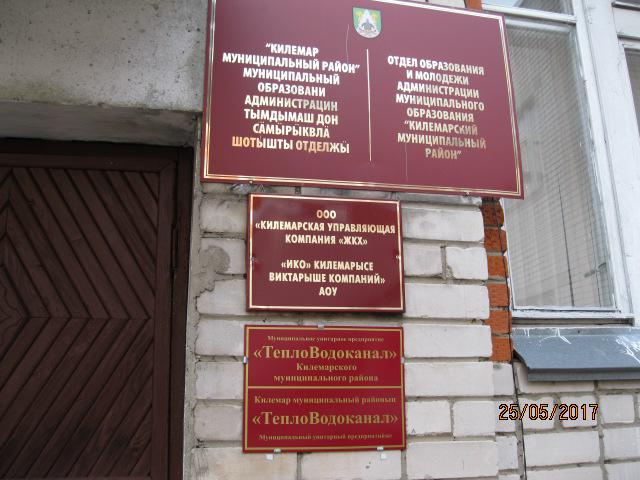 "КИЛЕМАР
МУНИЦИПАЛЬНЫЙ РАЙОН"
МУНИЦИПАЛЬНЫЙ
ОБРАЗОВАНИ
АДМИНИСТРАЦИН
ТЫМДЫМАШ ДОН
СӒМЫРЫКВЛӒ
ШОТЫШТЫ ОТДЕЛЖЫ
ОТДЕЛ ОБРАЗОВАНИЯ
И МОЛОДЕЖИ
АДМИНИСТРАЦИИ
МУНИЦИПАЛЬНОГО
ОБРАЗОВАНИЯ
"КИЛЕМАРСКИЙ
МУНИЦИПАЛЬНЫЙ
РАЙОН"
ООО
«КИЛЕМАРСКАЯ УПРАВЛЯЮЩАЯ
КОМПАНИЯ «ЖКХ»
«ИКО» КИЛЕМАРЫСЕ
ВИКТАРЫШЕ КОМПАНИЙ»
АОУ
Муниципальное унитарное предприятие
«ТеплоВодоканал»
Килемарского
муниципального района
Килемар муниципальный районын
«ТеплоВодоканал»
Муниципальный унитарный предприятийже
25/05/2017